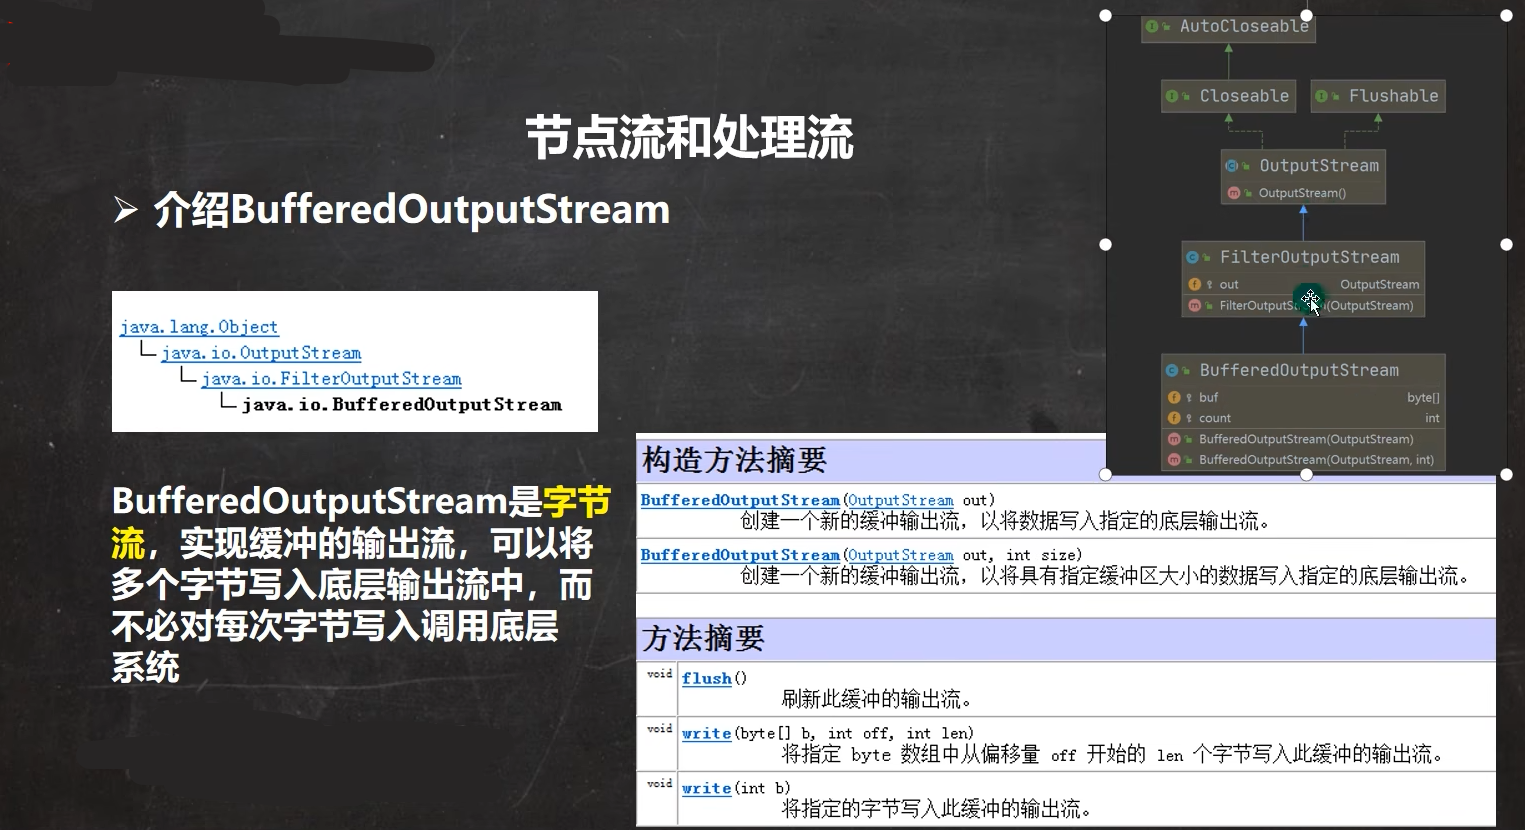 节点流和处理流
介绍BufferedOutputStream
java.lang.Object
java.io.OutputStream
java.io.FilterOutputStream
java.io.BufferedOutputStream
BufferedOutputStream是字节
流，实现缓冲的输出流，可以将
多个字节写入底层输出流中，而
不必对每次字节写入调用底层
系统
AutoCloseable
Closeable
Flushable
OutputStream
OutputStream()
FilterOutputStream
out OutputStream
FilterOutputSt (OutputStream)
BufferedOutputStream
buf byte[]
count int
BufferedOutputStream(OutputStream)
BufferedOutputStream(OutputStream, int)
构造方法摘要
BufferedOutputStream(OutputStream out)
创建一个新的缓冲输出流，以将数据写入指定的底层输出流。
BufferedOutputStream(OutputStream out, int size)
创建一个新的缓冲输出流，以将具有指定缓冲区大小的数据写入指定的底层输出流。
方法摘要
void flush()
刷新此缓冲的输出流。
void write(byte[] b, int off, int len)
将指定 byte 数组中从偏移量 off 开始的 len 个字节写入此缓冲的输出流。
void write(int b)
将指定的字节写入此缓冲的输出流。